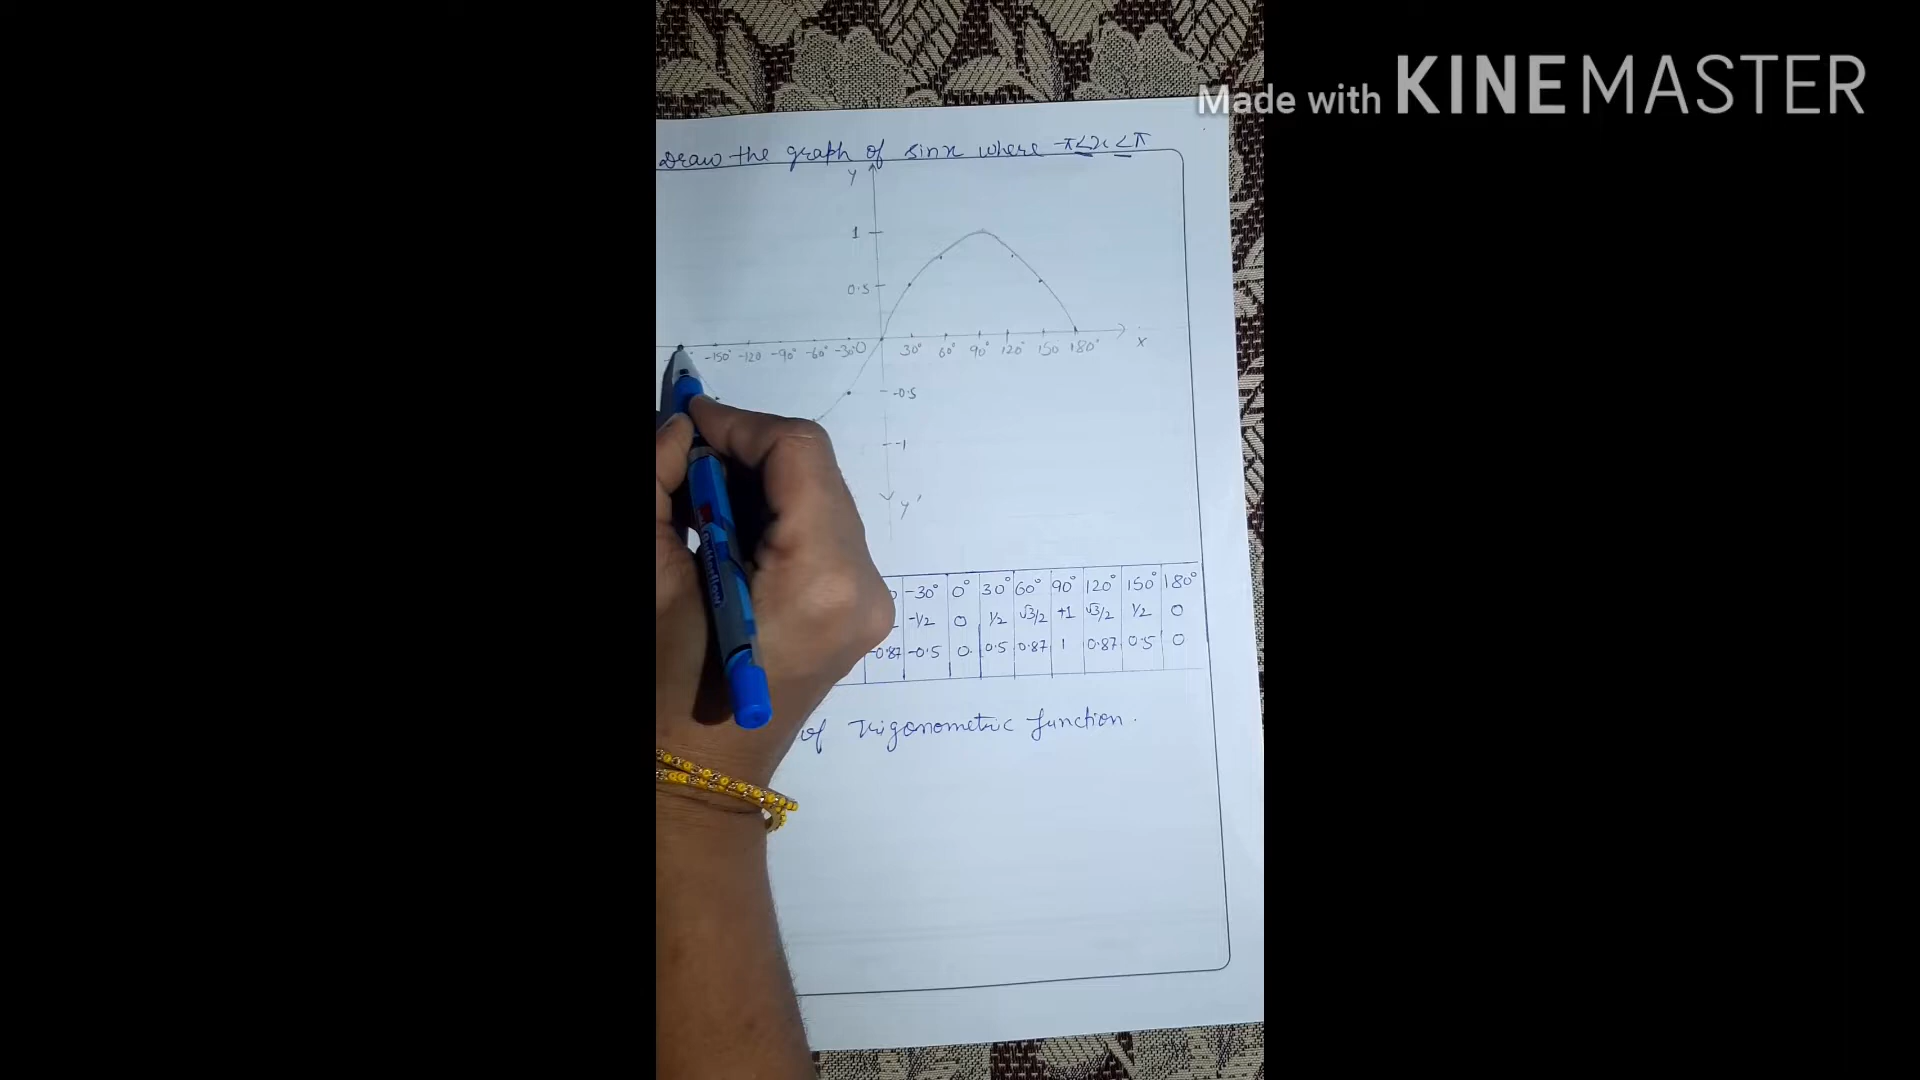 Made with KINEMASTER
Draw the graph of sinx where -π≤x≤π
y
1
0.5
-150° -120 -90° -60° -30° 0 30° 60° 90° 120° 150 180° x
-0.5
-1
y'
-30° 0° 30° 60° 90° 120° 150° 180°
-1/2 0 1/2 √3/2 +1 √3/2 1/2 0
-0.87 -0.5 0. 0.5 0.87 1 0.87 0.5 0
of Trigonometric function.
Butterflow